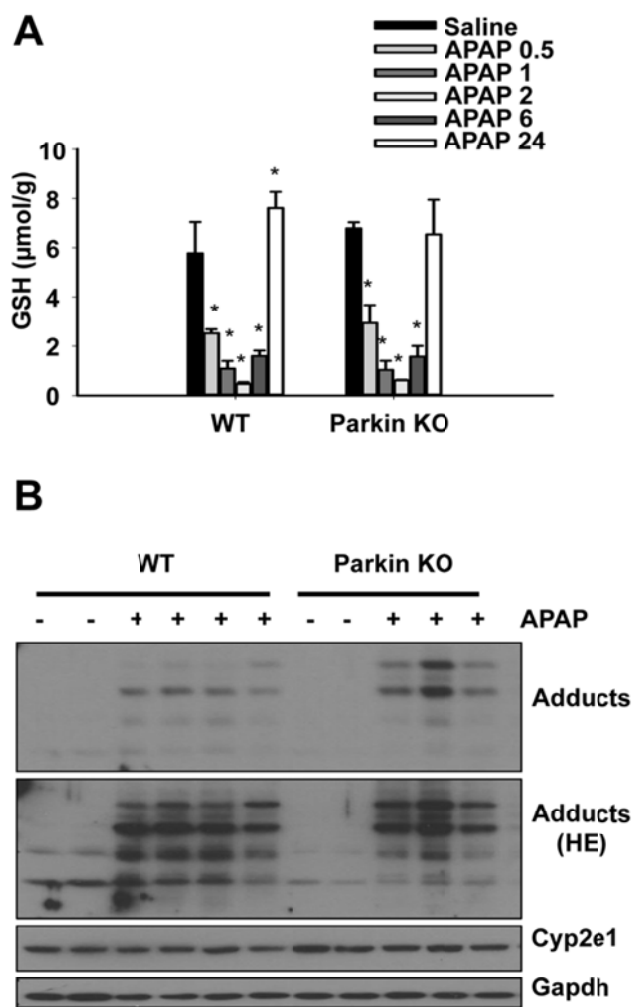 A
Saline
APAP 0.5
APAP 1
APAP 2
APAP 6
APAP 24
GSH (µmol/g)
10
8
6
4
2
0
* * * * *
* * * *
WT Parkin KO
B
WT Parkin KO
- - + + + + - - + + + APAP
Adducts
Adducts
(HE)
Cyp2e1
Gapdh